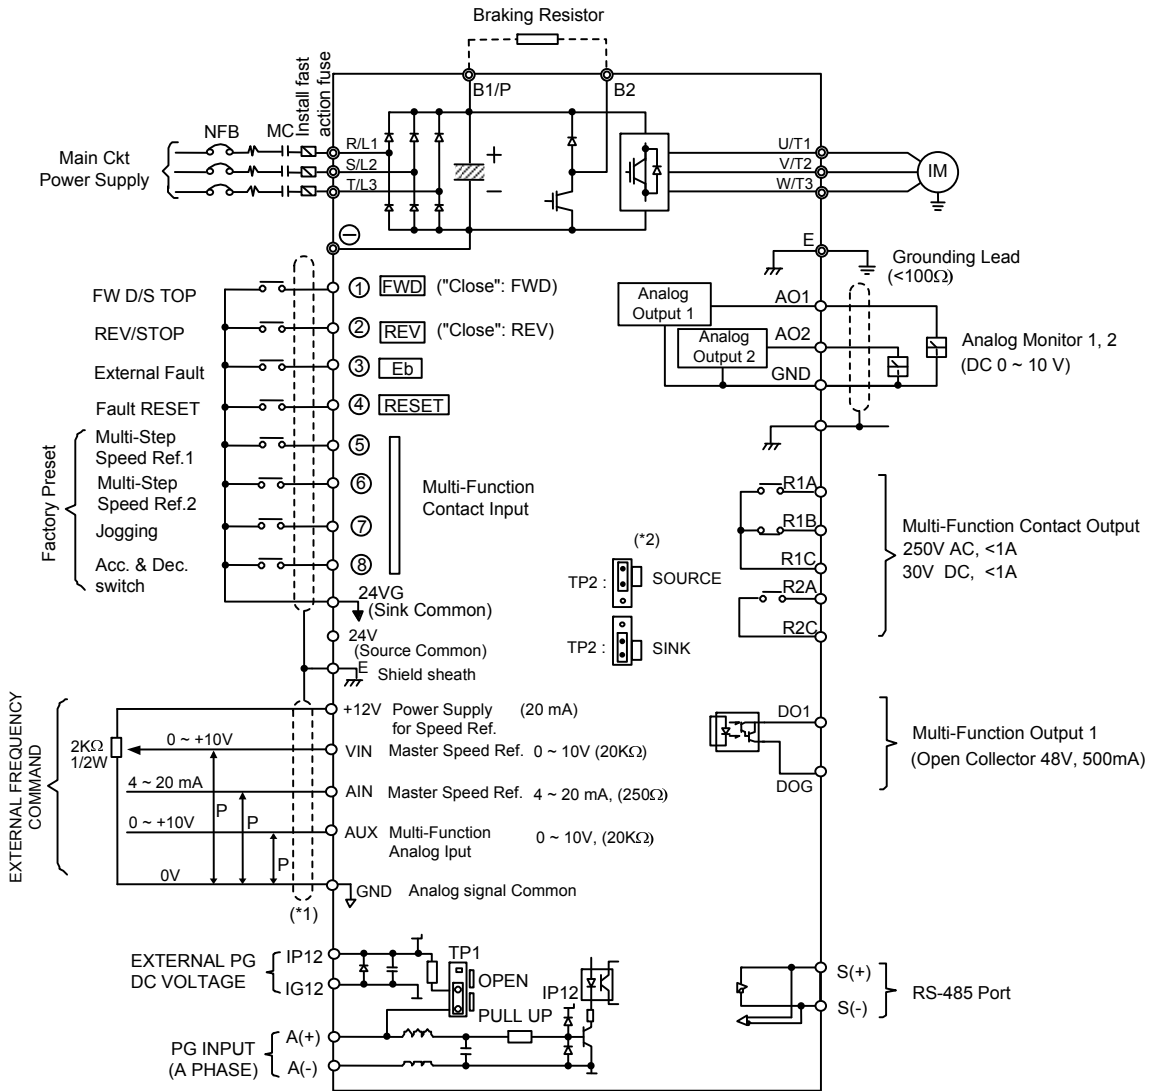 Braking Resistor
B1/P
B2
Install fast
action fuse
NFB
MC
R/L1
S/L2
T/L3
Main Ckt
Power Supply
+
−
U/T1
V/T2
W/T3
IM
⊖
E
Grounding Lead
(<100Ω)
FW D/S TOP
① FWD ("Close": FWD)
REV/STOP
② REV ("Close": REV)
External Fault
③ Eb
Fault RESET
④ RESET
Factory Preset
Multi-Step
Speed Ref.1
⑤
Multi-Step
Speed Ref.2
⑥
Jogging
⑦
Acc. & Dec.
switch
⑧
Multi-Function
Contact Input
24VG
(Sink Common)
24V
(Source Common)
E
Shield sheath
Analog
Output 1
AO1
Analog
Output 2
AO2
GND
Analog Monitor 1, 2
(DC 0 ~ 10 V)
R1A
R1B
R1C
R2A
R2C
Multi-Function Contact Output
250V AC, <1A
30V DC, <1A
(*2)
TP2 : SOURCE
TP2 : SINK
EXTERNAL FREQUENCY
COMMAND
2KΩ
1/2W
+12V Power Supply (20 mA)
for Speed Ref.
0 ~ +10V
VIN Master Speed Ref. 0 ~ 10V (20KΩ)
4 ~ 20 mA
AIN Master Speed Ref. 4 ~ 20 mA, (250Ω)
0 ~ +10V
AUX Multi-Function 0 ~ 10V, (20KΩ)
Analog Iput
P
P
P
0V
GND Analog signal Common
(*1)
DO1
DOG
Multi-Function Output 1
(Open Collector 48V, 500mA)
EXTERNAL PG
DC VOLTAGE
IP12
IG12
TP1
OPEN
PULL UP
IP12
PG INPUT
(A PHASE)
A(+)
A(-)
S(+)
S(-)
RS-485 Port